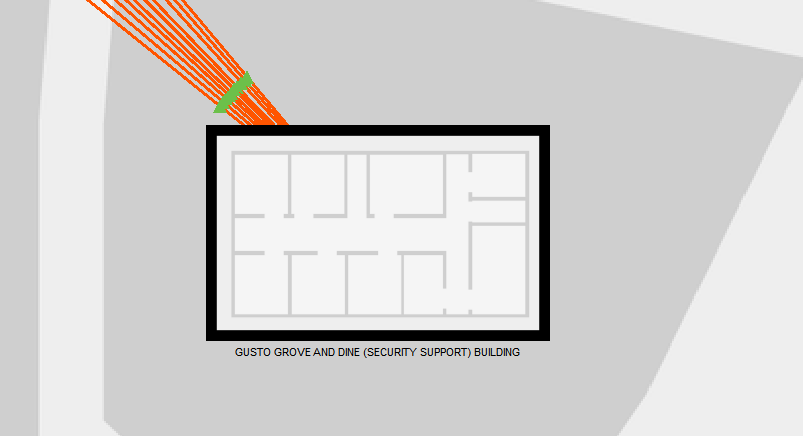 GUSTO GROVE AND DINE (SECURITY SUPPORT) BUILDING